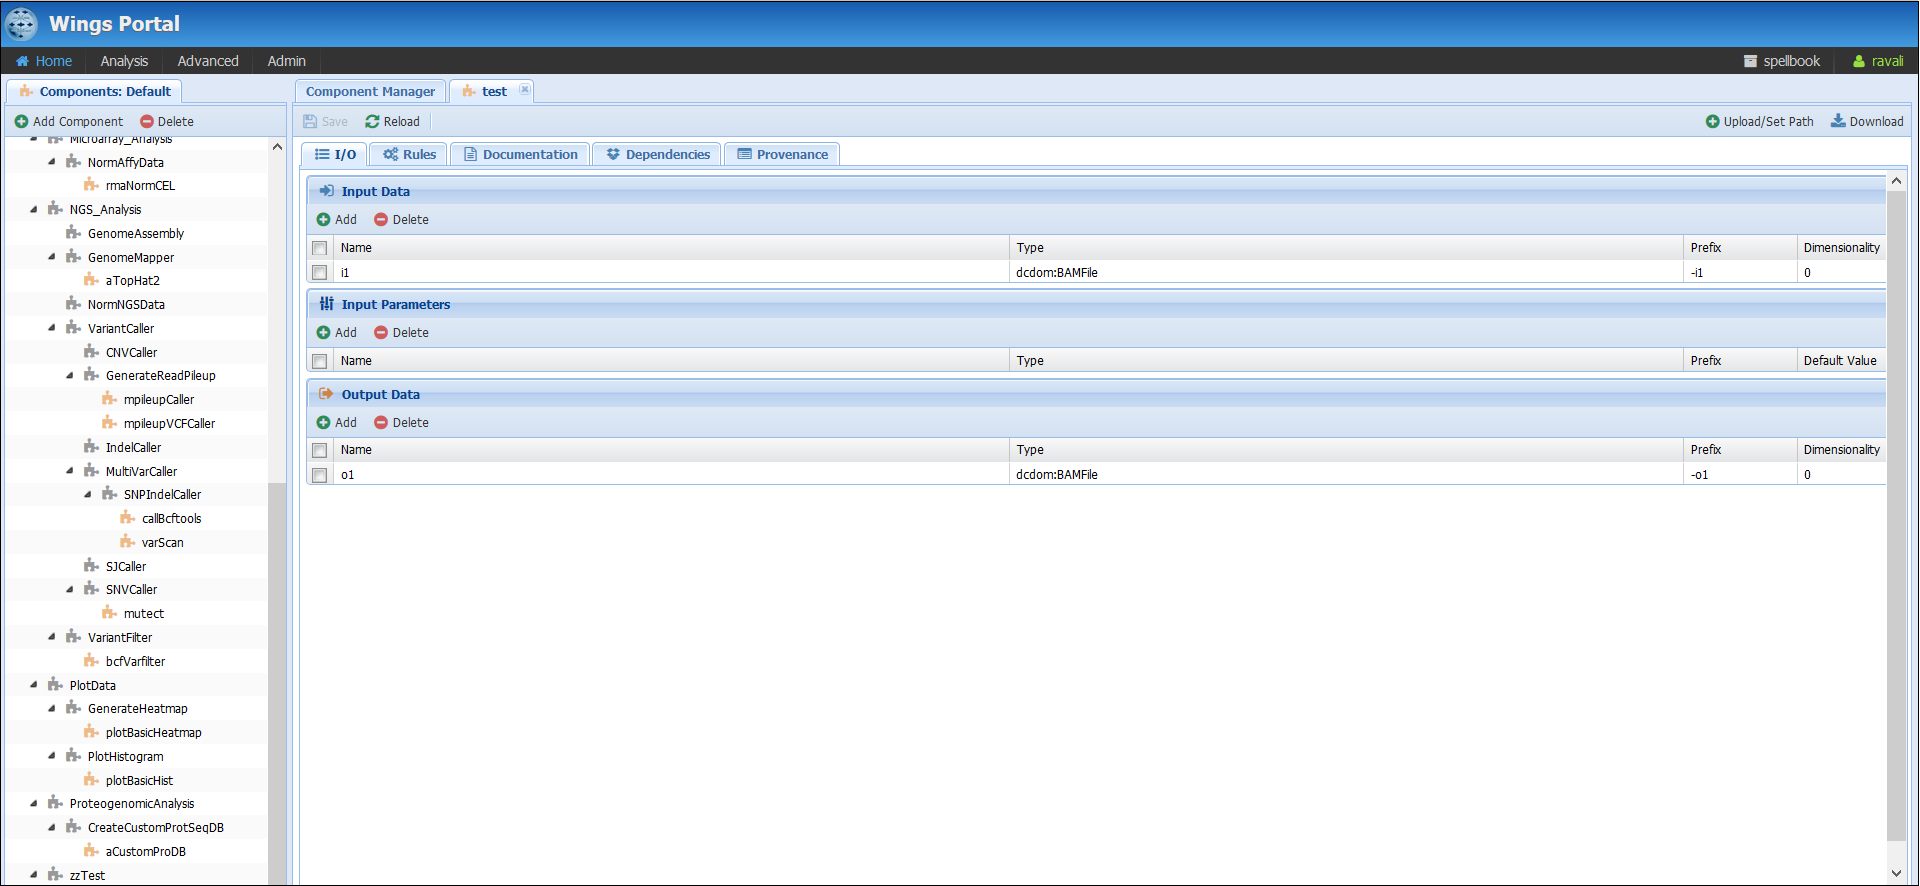 Wings Portal
Home Analysis Advanced Admin spellbook ravali
Components: Default
Add Component Delete
Microarray_Analysis
NormAffyData
rmaNormCEL
NGS_Analysis
GenomeAssembly
GenomeMapper
aTopHat2
NormNGSData
VariantCaller
CNVCaller
GenerateReadPileup
mpileupCaller
mpileupVCFCaller
IndelCaller
MultiVarCaller
SNPIndelCaller
callBcftools
varScan
SJCaller
SNVCaller
mutect
VariantFilter
bcfVarfilter
PlotData
GenerateHeatmap
plotBasicHeatmap
PlotHistogram
plotBasicHist
ProteogenomicAnalysis
CreateCustomProtSeqDB
aCustomProDB
zzTest
Component Manager test
Save Reload Upload/Set Path Download
I/O Rules Documentation Dependencies Provenance
Input Data
Add Delete
Name Type Prefix Dimensionality
i1 dcdom:BAMFile -i1 0
Input Parameters
Add Delete
Name Type Prefix Default Value
Output Data
Add Delete
Name Type Prefix Dimensionality
o1 dcdom:BAMFile -o1 0